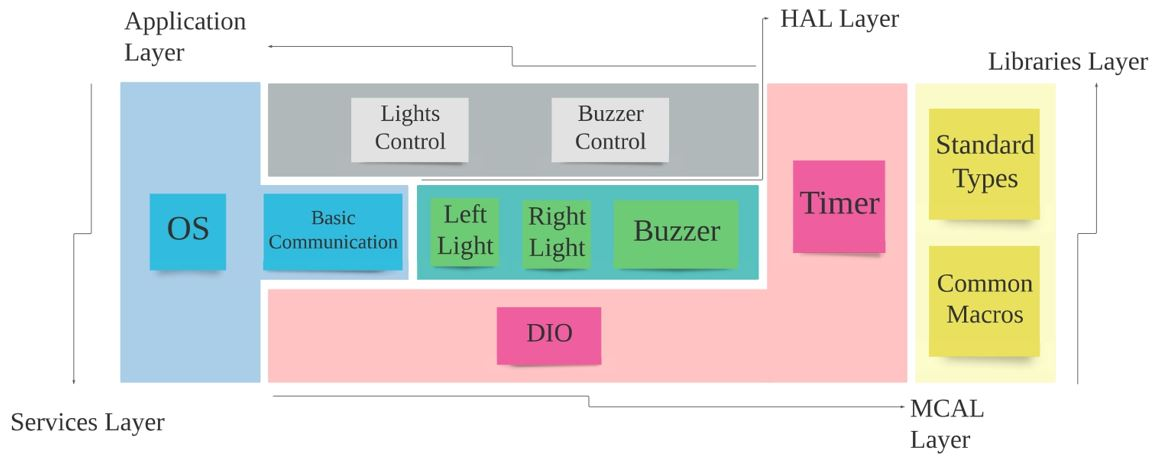 Application
Layer
HAL Layer
Libraries Layer
Lights
Control
Buzzer
Control
Standard
Types
OS
Basic
Communication
Left
Light
Right
Light
Buzzer
Timer
Common
Macros
DIO
Services Layer
MCAL
Layer